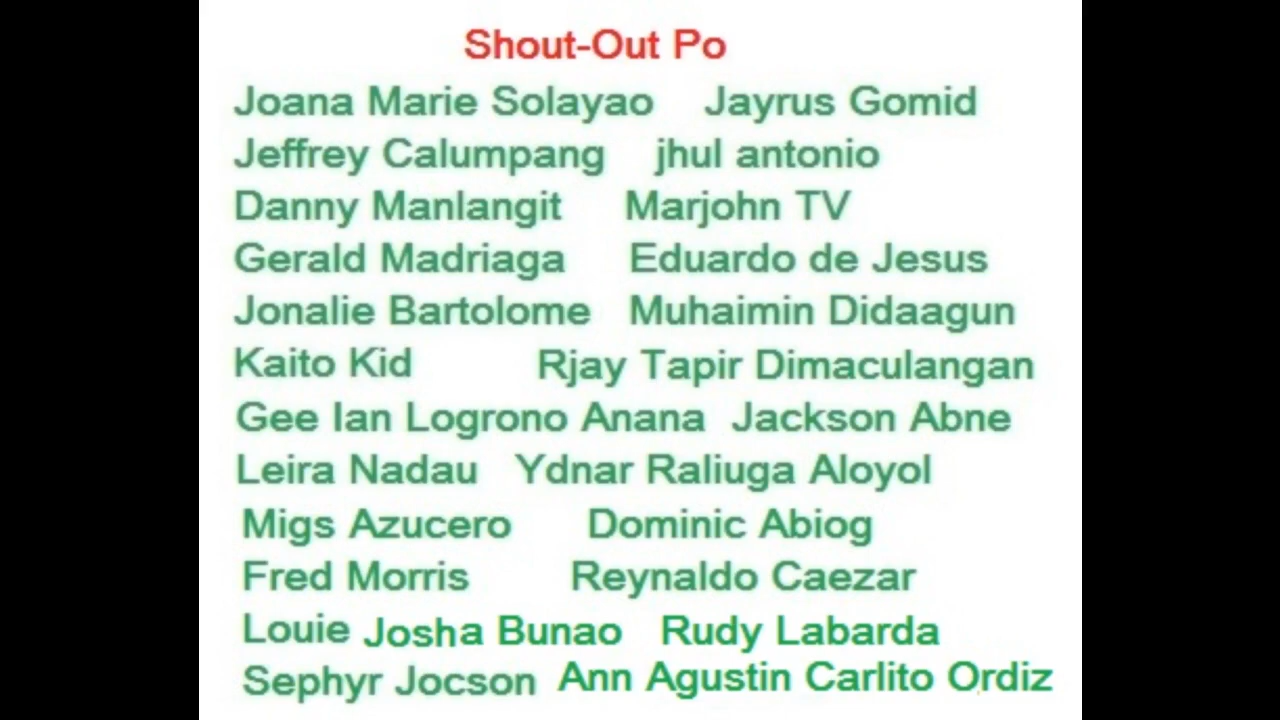 Shout-Out Po
Joana Marie Solayao Jayrus Gomid
Jeffrey Calumpang jhul antonio
Danny Manlangit Marjohn TV
Gerald Madriaga Eduardo de Jesus
Jonalie Bartolome Muhaimin Didaagun
Kaito Kid Rjay Tapir Dimaculangan
Gee Ian Logrono Anana Jackson Abne
Leira Nadau Ydnar Raliuga Aloyol
Migs Azucero Dominic Abiog
Fred Morris Reynaldo Caezar
Louie Josha Bunao Rudy Labarda
Sephyr Jocson Ann Agustin Carlito Ordiz